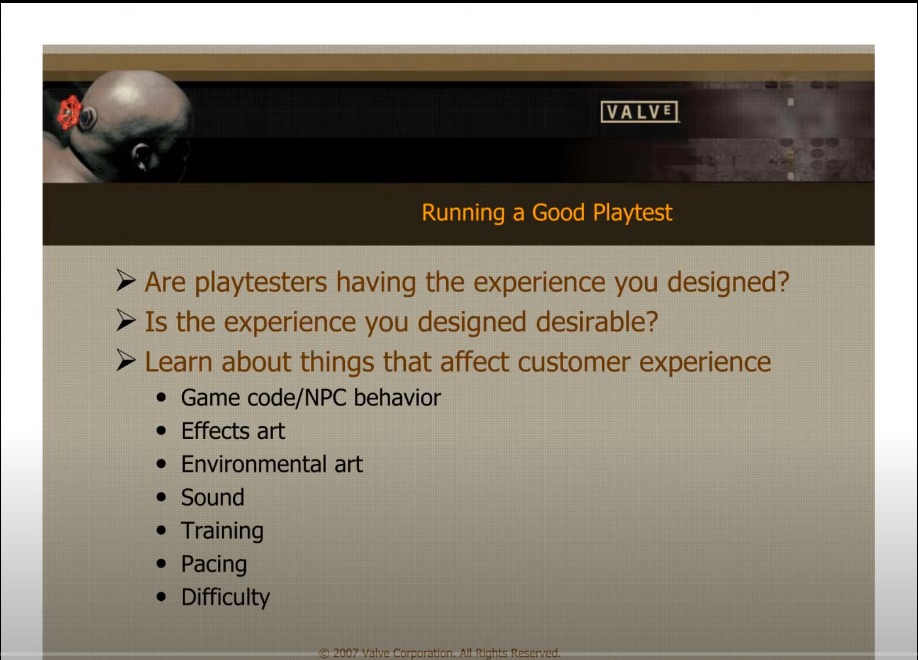 VALVE
Running a Good Playtest
➢ Are playtesters having the experience you designed?
➢ Is the experience you designed desirable?
➢ Learn about things that affect customer experience
• Game code/NPC behavior
• Effects art
• Environmental art
• Sound
• Training
• Pacing
• Difficulty
© 2007 Valve Corporation. All Rights Reserved.